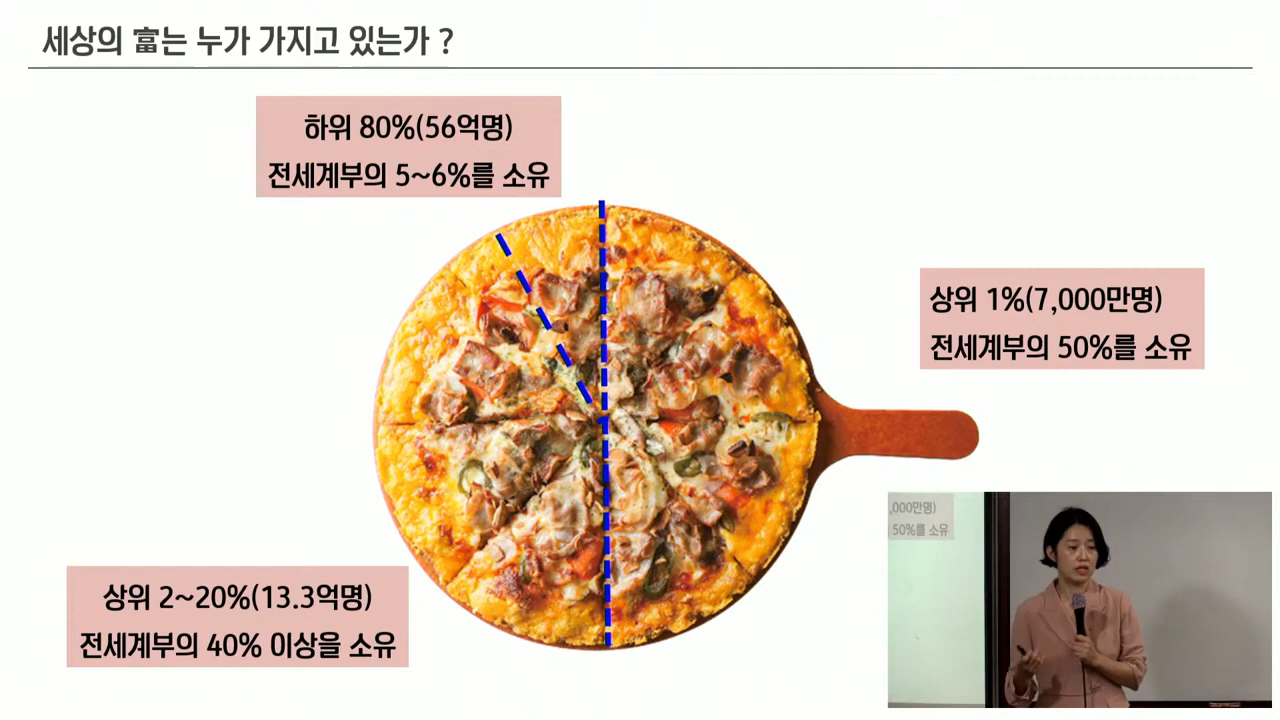 세상의 富는 누가 가지고 있는가 ?
하위 80%(56억명)
전세계부의 5~6%를 소유
상위 1%(7,000만명)
전세계부의 50%를 소유
상위 2~20%(13.3억명)
전세계부의 40% 이상을 소유
,000만명)
50%를 소유